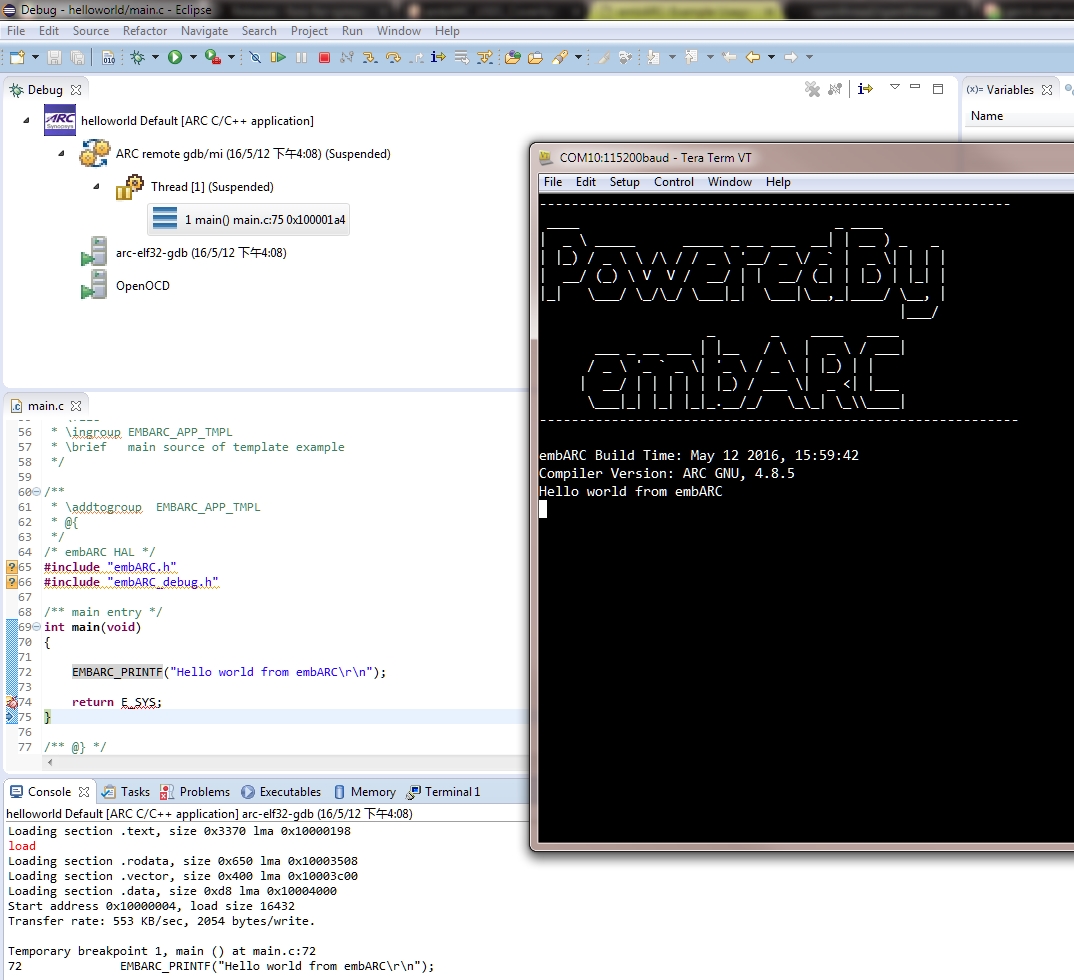 Debug - helloworld/main.c - Eclipse
File Edit Source Refactor Navigate Search Project Run Window Help
Debug
helloworld Default [ARC C/C++ application]
ARC remote gdb/mi (16/5/12 下午4:08) (Suspended)
Thread [1] (Suspended)
1 main() main.c:75 0x100001a4
arc-elf32-gdb (16/5/12 下午4:08)
OpenOCD
(x)= Variables
Name
main.c
56 * \ingroup EMBARC_APP_TMPL
57 * \brief main source of template example
58 */
59
60 /**
61 * \addtogroup EMBARC_APP_TMPL
62 * @{
63 */
64 /* embARC HAL */
65 #include "embARC.h"
66 #include "embARC_debug.h"
67
68 /** main entry */
69 int main(void)
70 {
71
72 EMBARC_PRINTF("Hello world from embARC\r\n");
73
74 return E_SYS;
75 }
76
77 /** @} */
COM10:115200baud - Tera Term VT
File Edit Setup Control Window Help
PoweredBy
embARC
embARC Build Time: May 12 2016, 15:59:42
Compiler Version: ARC GNU, 4.8.5
Hello world from embARC
Console Tasks Problems Executables Memory Terminal 1
helloworld Default [ARC C/C++ application] arc-elf32-gdb (16/5/12 下午4:08)
Loading section .text, size 0x3370 lma 0x10000198
load
Loading section .rodata, size 0x650 lma 0x10003508
Loading section .vector, size 0x400 lma 0x10003c00
Loading section .data, size 0xd8 lma 0x10004000
Start address 0x10000004, load size 16432
Transfer rate: 553 KB/sec, 2054 bytes/write.
Temporary breakpoint 1, main () at main.c:72
72 EMBARC_PRINTF("Hello world from embARC\r\n");